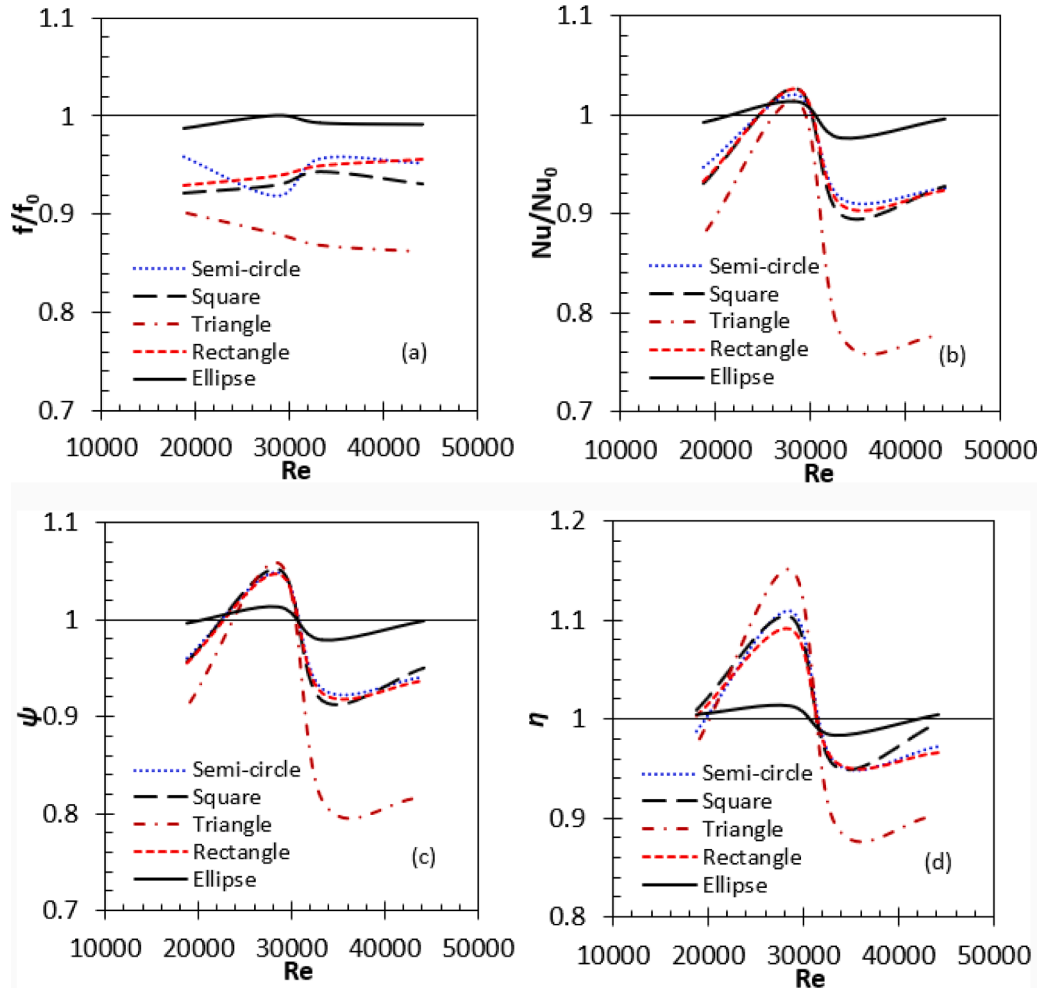 1.1
1
0.9
0.8
0.7
f/f0
Semi-circle
Square
Triangle
Rectangle
Ellipse
(a)
10000 20000 30000 40000 50000
Re
1.1
1
0.9
0.8
0.7
Nu/Nu0
Semi-circle
Square
Triangle
Rectangle
Ellipse
(b)
10000 20000 30000 40000 50000
Re
1.1
1
0.9
0.8
0.7
ψ
Semi-circle
Square
Triangle
Rectangle
Ellipse
(c)
10000 20000 30000 40000 50000
Re
1.2
1.1
1
0.9
0.8
η
Semi-circle
Square
Triangle
Rectangle
Ellipse
(d)
10000 20000 30000 40000 50000
Re